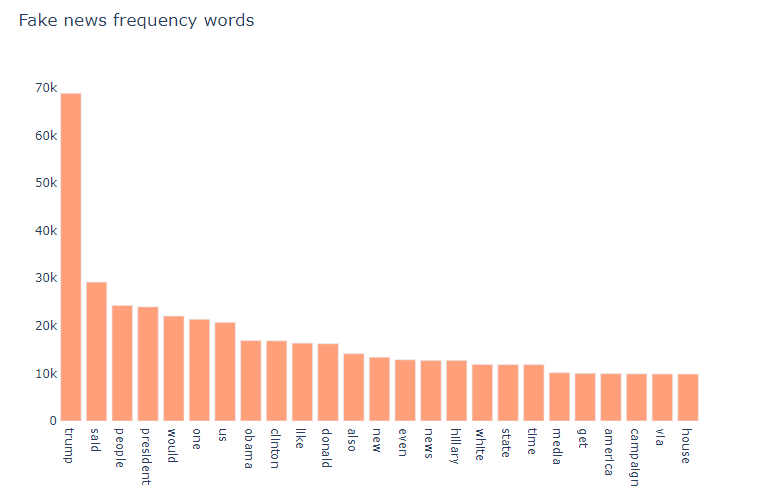 Fake news frequency words
70k
60k
50k
40k
30k
20k
10k
0
trump
said
people
president
would
one
us
obama
clinton
like
donald
also
new
even
news
hillary
white
state
time
media
get
america
campaign
via
house